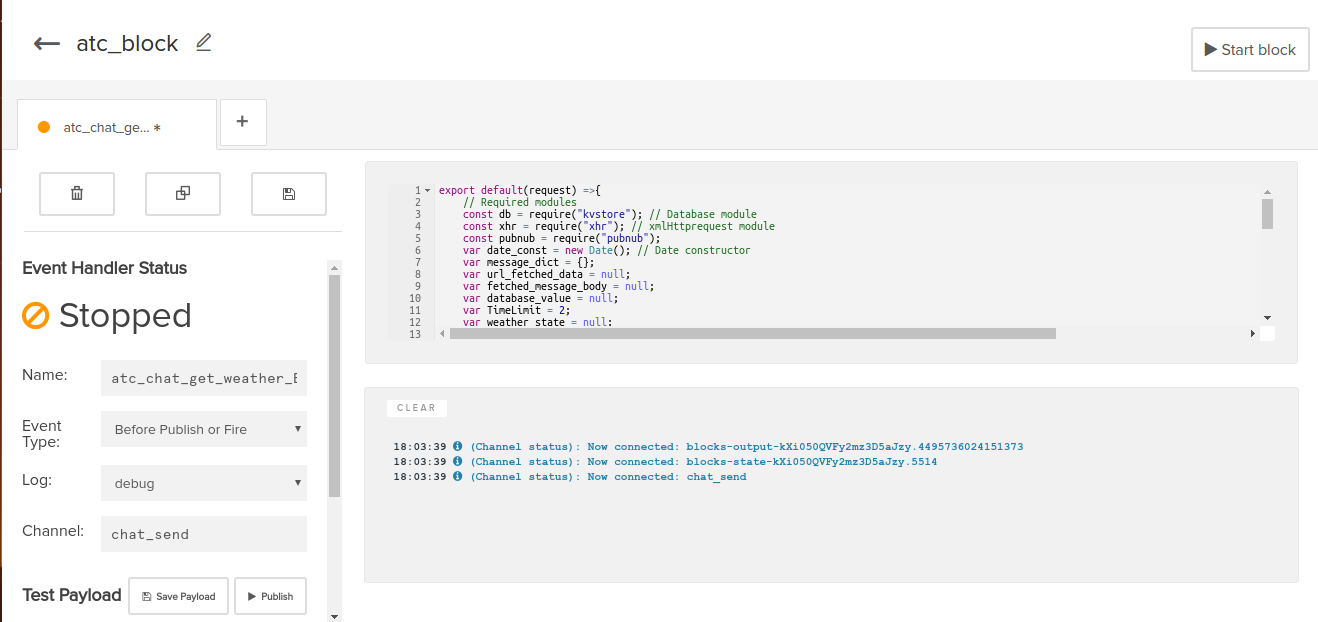 atc_block
Start block
atc_chat_ge... *
+
Event Handler Status
Stopped
Name: atc_chat_get_weather_
Event Type: Before Publish or Fire
Log: debug
Channel: chat_send
Test Payload Save Payload Publish
1 export default(request) =>{
2 // Required modules
3 const db = require("kvstore"); // Database module
4 const xhr = require("xhr"); // xmlHttprequest module
5 const pubnub = require("pubnub");
6 var date_const = new Date(); // Date constructor
7 var message_dict = {};
8 var url_fetched_data = null;
9 var fetched_message_body = null;
10 var database_value = null;
11 var TimeLimit = 2;
12 var weather_state = null;
13
CLEAR
18:03:39 (Channel status): Now connected: blocks-output-kXi050QVFy2mz3D5aJzy.4495736024151373
18:03:39 (Channel status): Now connected: blocks-state-kXi050QVFy2mz3D5aJzy.5514
18:03:39 (Channel status): Now connected: chat_send